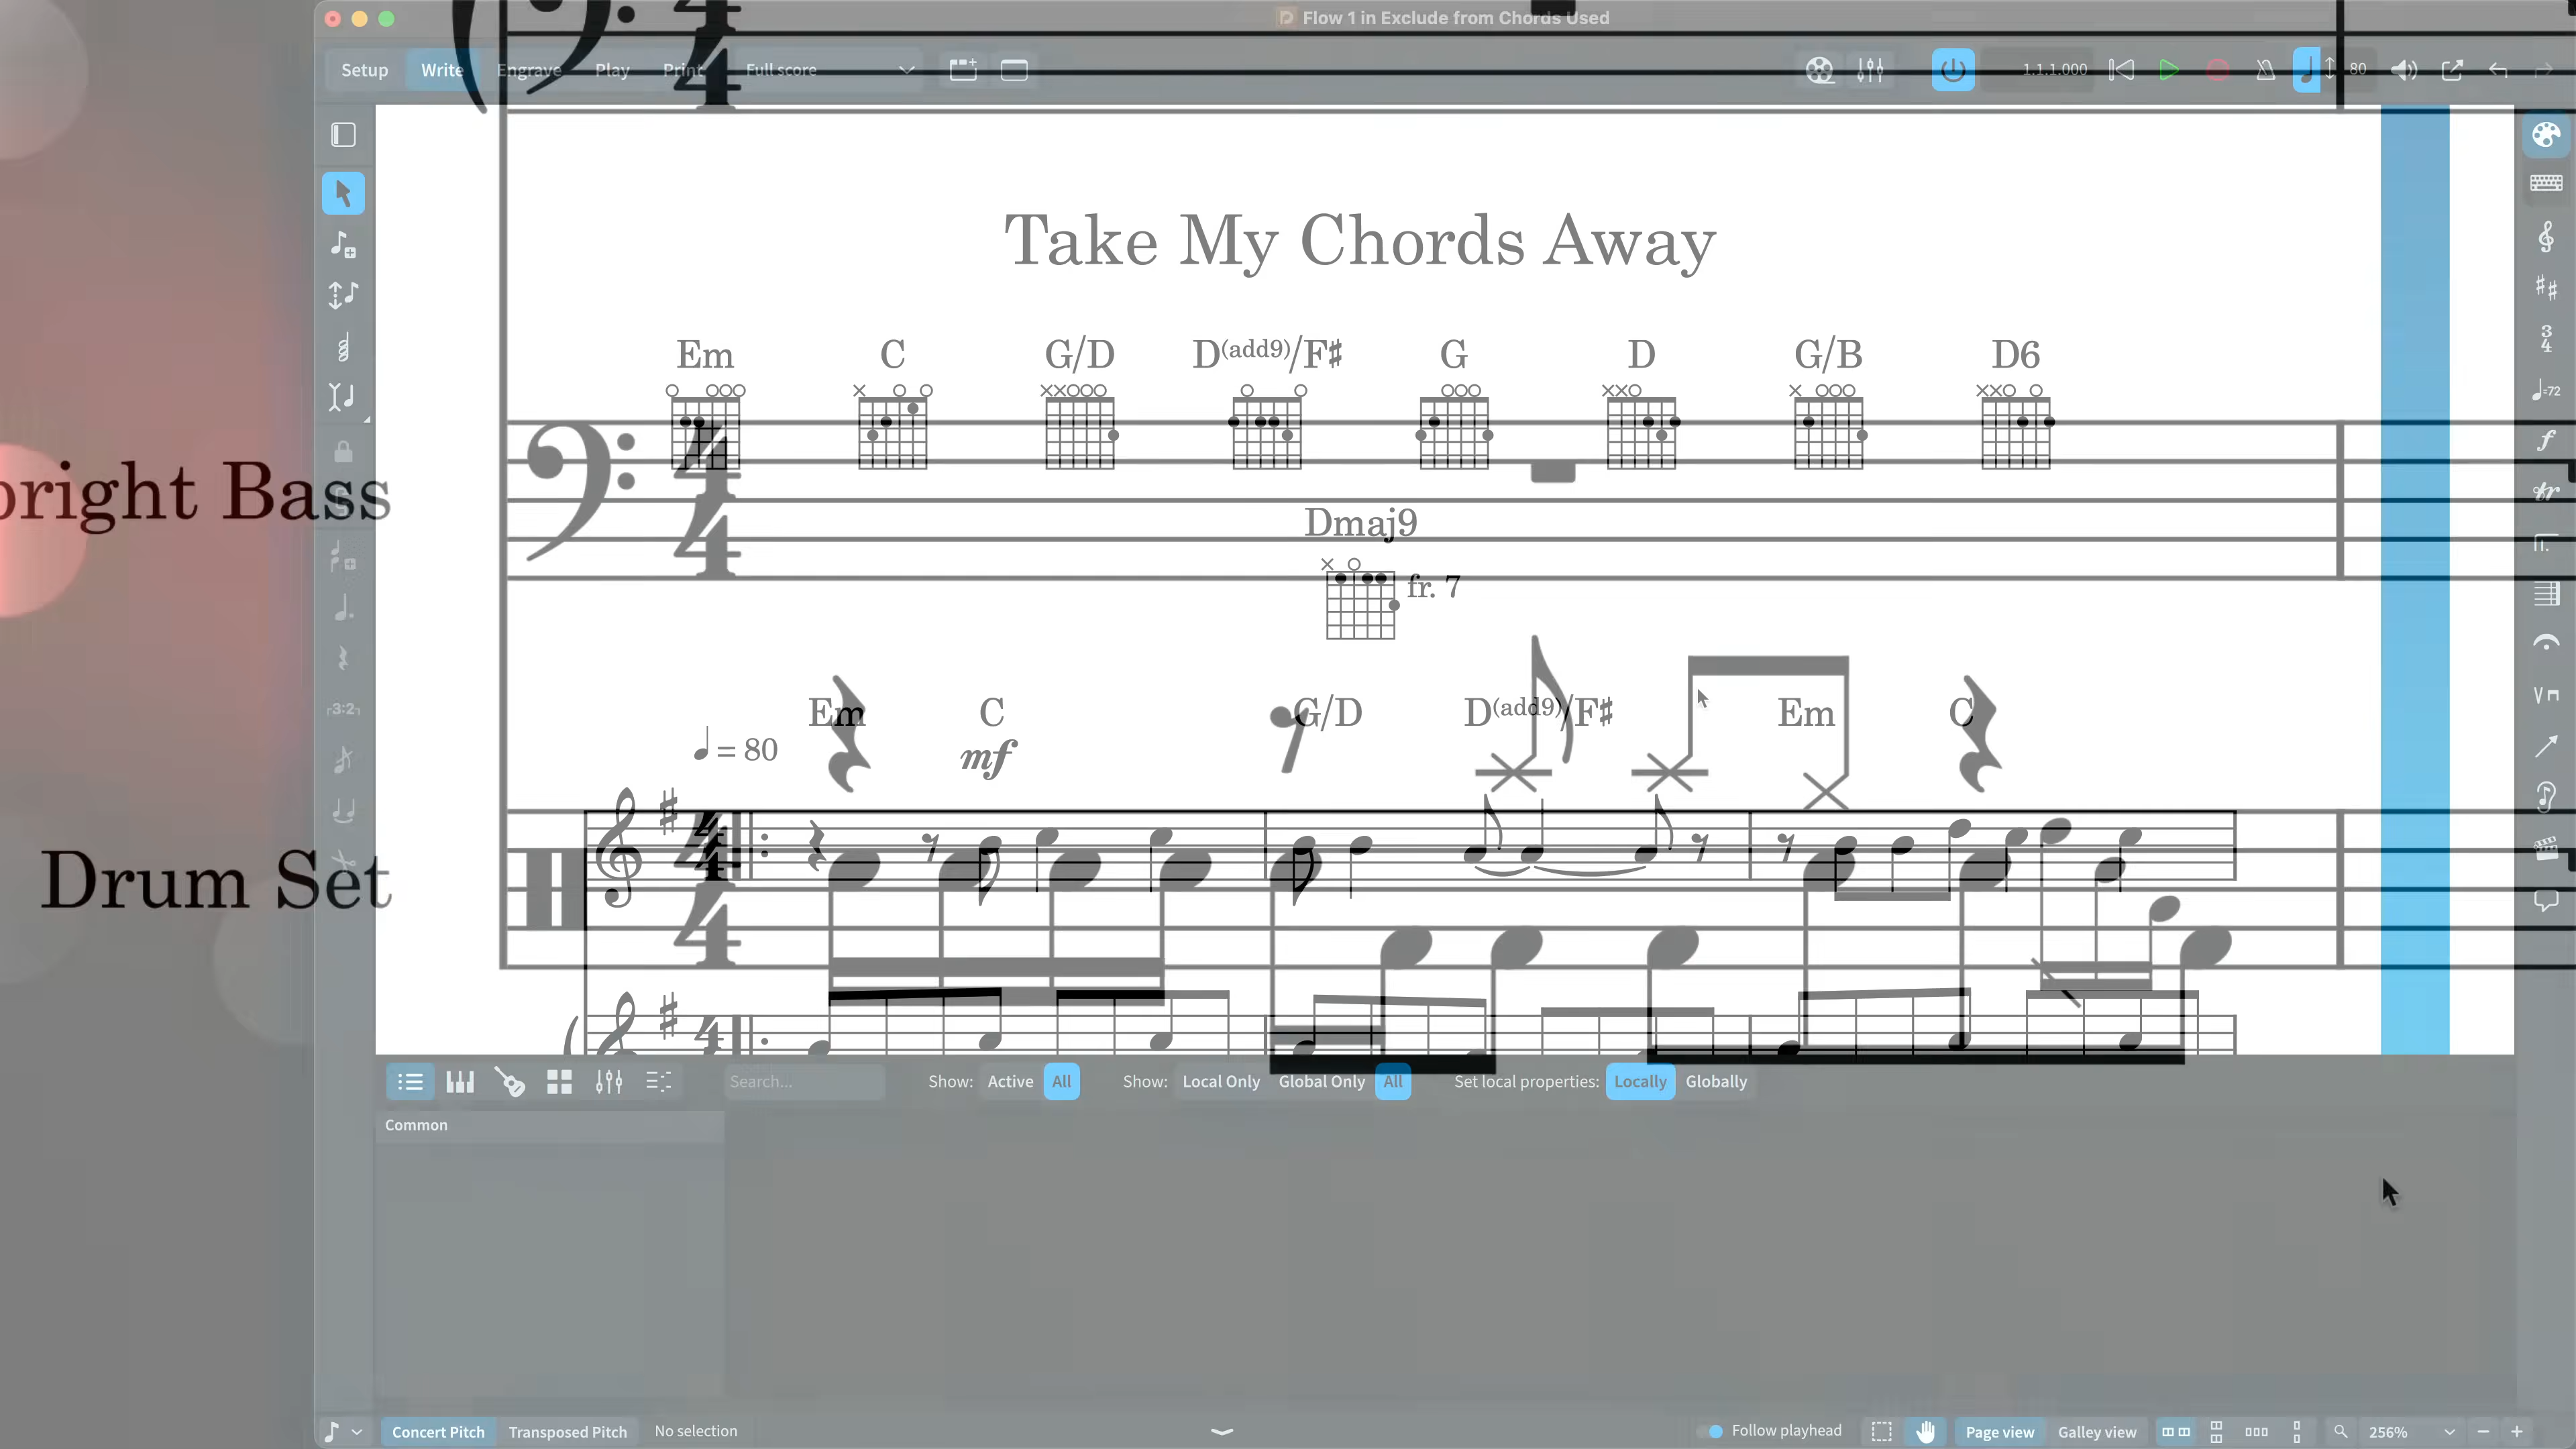 Flow 1 in Exclude from Chords Used
Setup Write Engrave Play Print Full score 1.1.1.000 80
Take My Chords Away
Em C G/D D(add9)/F♯ G D G/B D6
right Bass
Dmaj9
fr. 7
Em C G/D D(add9)/F♯ Em C
= 80
mf
Drum Set
Search... Show: Active All Show: Local Only Global Only All Set local properties: Locally Globally
Common
Concert Pitch Transposed Pitch No selection Follow playhead Page view Galley view 256%